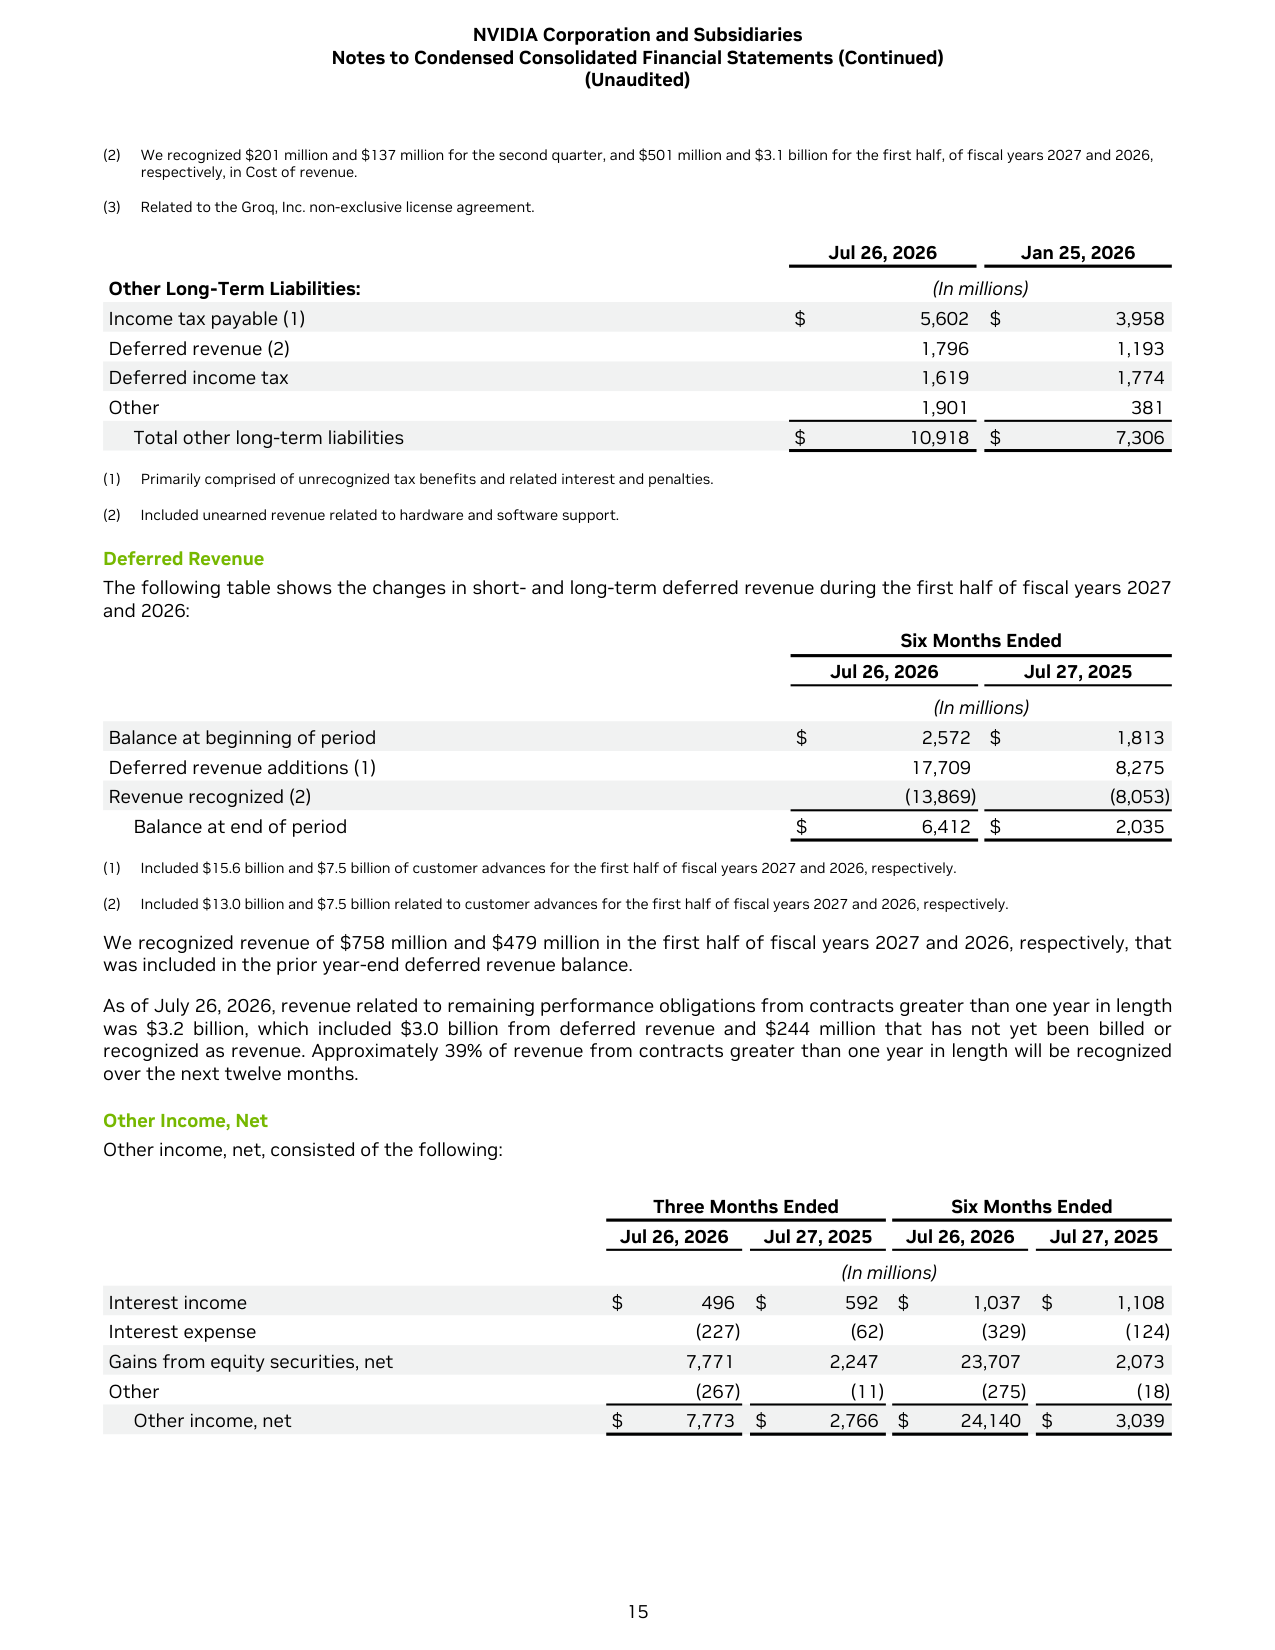 NVIDIA Corporation and Subsidiaries
Notes to Condensed Consolidated Financial Statements (Continued)
(Unaudited)
(2) We recognized $201 million and $137 million for the second quarter, and $501 million and $3.1 billion for the first half, of fiscal years 2027 and 2026,
respectively, in Cost of revenue.
(3) Related to the Groq, Inc. non-exclusive license agreement.
Jul 26, 2026 Jan 25, 2026
Other Long-Term Liabilities: (In millions)
Income tax payable (1) $ 5,602 $ 3,958
Deferred revenue (2) 1,796 1,193
Deferred income tax 1,619 1,774
Other 1,901 381
Total other long-term liabilities $ 10,918 $ 7,306
(1) Primarily comprised of unrecognized tax benefits and related interest and penalties.
(2) Included unearned revenue related to hardware and software support.
Deferred Revenue
The following table shows the changes in short- and long-term deferred revenue during the first half of fiscal years 2027
and 2026:
Six Months Ended
Jul 26, 2026 Jul 27, 2025
(In millions)
Balance at beginning of period $ 2,572 $ 1,813
Deferred revenue additions (1) 17,709 8,275
Revenue recognized (2) (13,869) (8,053)
Balance at end of period $ 6,412 $ 2,035
(1) Included $15.6 billion and $7.5 billion of customer advances for the first half of fiscal years 2027 and 2026, respectively.
(2) Included $13.0 billion and $7.5 billion related to customer advances for the first half of fiscal years 2027 and 2026, respectively.
We recognized revenue of $758 million and $479 million in the first half of fiscal years 2027 and 2026, respectively, that
was included in the prior year-end deferred revenue balance.
As of July 26, 2026, revenue related to remaining performance obligations from contracts greater than one year in length
was $3.2 billion, which included $3.0 billion from deferred revenue and $244 million that has not yet been billed or
recognized as revenue. Approximately 39% of revenue from contracts greater than one year in length will be recognized
over the next twelve months.
Other Income, Net
Other income, net, consisted of the following:
Three Months Ended Six Months Ended
Jul 26, 2026 Jul 27, 2025 Jul 26, 2026 Jul 27, 2025
(In millions)
Interest income $ 496 $ 592 $ 1,037 $ 1,108
Interest expense (227) (62) (329) (124)
Gains from equity securities, net 7,771 2,247 23,707 2,073
Other (267) (11) (275) (18)
Other income, net $ 7,773 $ 2,766 $ 24,140 $ 3,039
15